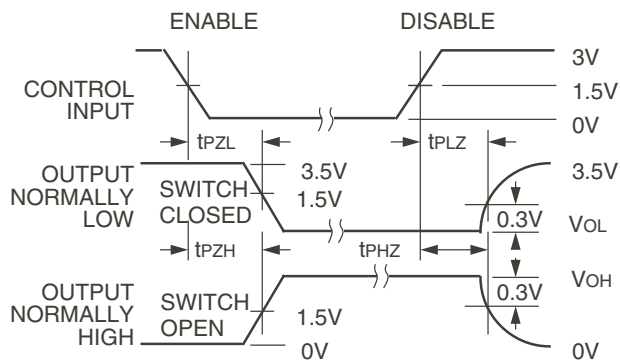 ENABLE DISABLE
3V
CONTROL INPUT 1.5V
0V
tPZL tPLZ
OUTPUT NORMALLY LOW
SWITCH CLOSED
3.5V 3.5V
1.5V
0.3V VOL
tPZH tPHZ
VOH
OUTPUT NORMALLY HIGH
SWITCH OPEN
0.3V
1.5V
0V 0V